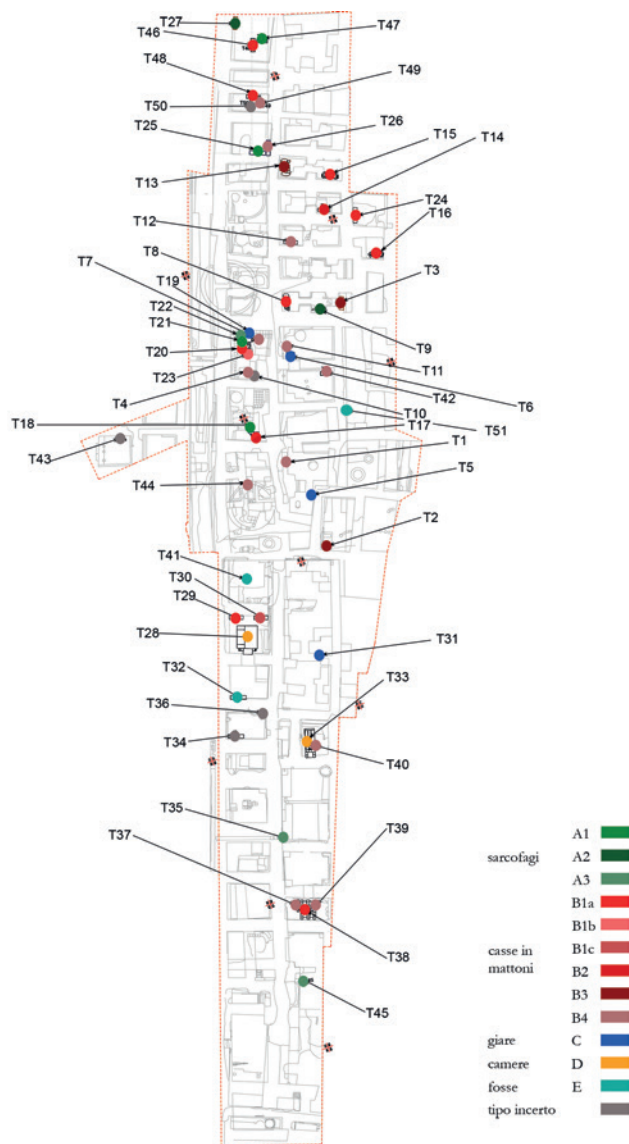 T27
T47
T46
T48
T49
T50
T26
T25
T15
T14
T13
T24
T12
T16
T8
T7
T3
T19
T22
T21
T20
T9
T23
T11
T4
T42
T6
T10
T18
T17
T51
T43
T1
T5
T44
T2
T41
T30
T29
T28
T31
T32
T33
T36
T34
T40
T35
T37
T39
T38
T45
A1
sarcofagi A2
A3
B1a
B1b
casse in mattoni B1c
B2
B3
B4
giare C
camere D
fosse E
tipo incerto